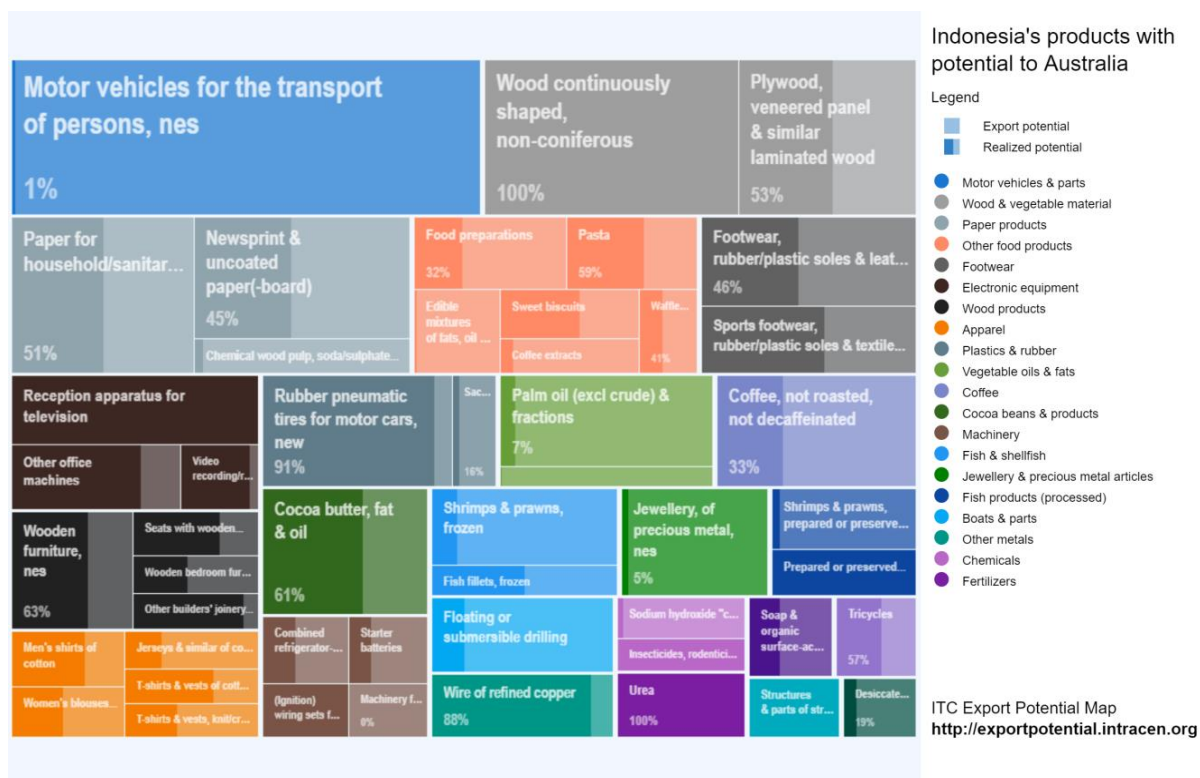 Motor vehicles for the transport
of persons, nes
1%
Wood continuously
shaped,
non-coniferous
100%
Plywood,
veneered panel
& similar
laminated wood
53%
Paper for
household/sanitar...
51%
Newsprint &
uncoated
paper(-board)
45%
Chemical wood pulp, soda/sulphate...
Food preparations
32%
Pasta
59%
Edible
mixtures
of fats, oil ...
Sweet biscuits
Coffee extracts
Waffle...
41%
Footwear,
rubber/plastic soles & leat...
46%
Sports footwear,
rubber/plastic soles & textile...
Reception apparatus for
television
Other office
machines
Video
recording/r...
Rubber pneumatic
tires for motor cars,
new
91%
Sac...
16%
Palm oil (excl crude) &
fractions
7%
Coffee, not roasted,
not decaffeinated
33%
Wooden
furniture,
nes
63%
Seats with wooden...
Wooden bedroom fur...
Other builders' joinery...
Cocoa butter, fat
& oil
61%
Shrimps & prawns,
frozen
Fish fillets, frozen
Jewellery, of
precious metal,
nes
5%
Shrimps & prawns,
prepared or preserve...
Prepared or preserved...
Men's shirts of
cotton
Women's blouses...
Jerseys & similar of co...
T-shirts & vests of cott...
T-shirts & vests, knit/cr...
Combined
refrigerator-...
Starter
batteries
(Ignition)
wiring sets f...
Machinery f...
0%
Floating or
submersible drilling
Wire of refined copper
88%
Sodium hydroxide "c...
Insecticides, rodentici...
Urea
100%
Soap &
organic
surface-ac...
Tricycles
57%
Structures
& parts of str...
Desiccate...
19%
Indonesia's products with
potential to Australia
Legend
Export potential
Realized potential
Motor vehicles & parts
Wood & vegetable material
Paper products
Other food products
Footwear
Electronic equipment
Wood products
Apparel
Plastics & rubber
Vegetable oils & fats
Coffee
Cocoa beans & products
Machinery
Fish & shellfish
Jewellery & precious metal articles
Fish products (processed)
Boats & parts
Other metals
Chemicals
Fertilizers
ITC Export Potential Map
http://exportpotential.intracen.org